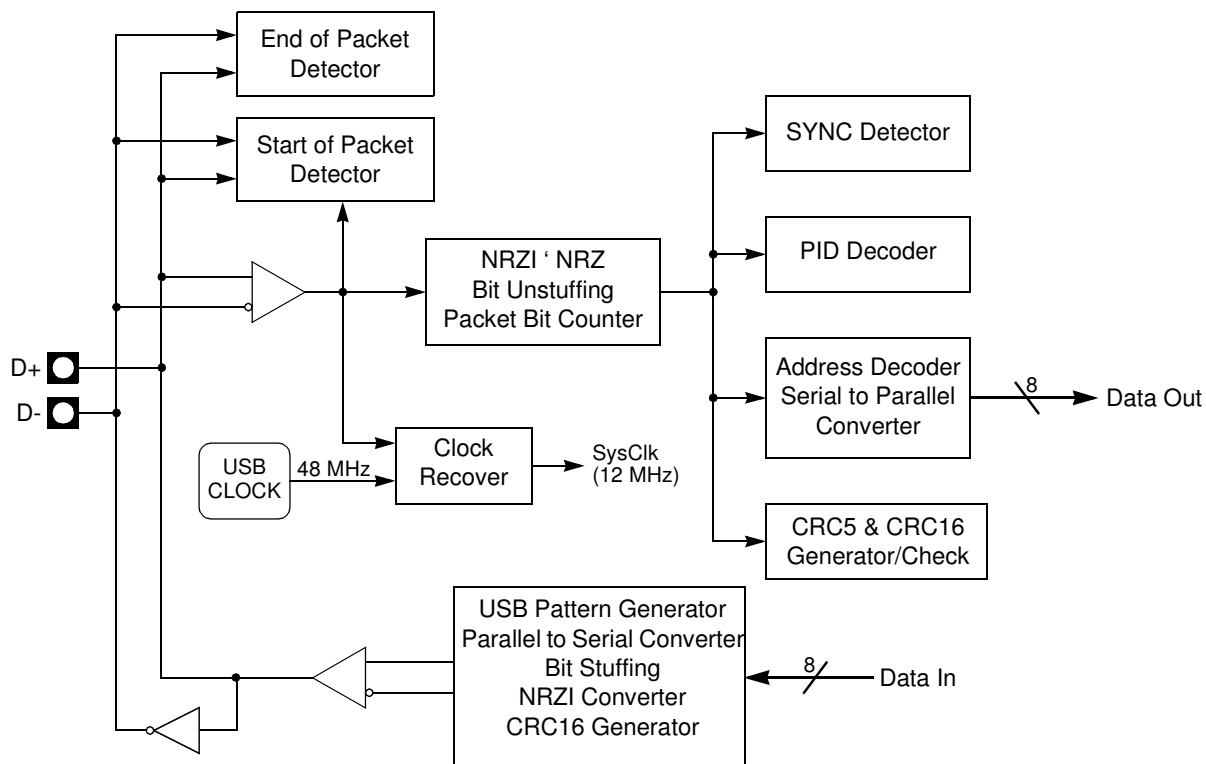 End of Packet
Detector
Start of Packet
Detector
SYNC Detector
PID Decoder
NRZI ‘ NRZ
Bit Unstuffing
Packet Bit Counter
D+
D-
Address Decoder
Serial to Parallel
Converter
8
Data Out
USB
CLOCK
48 MHz
Clock
Recover
SysClk
(12 MHz)
CRC5 & CRC16
Generator/Check
USB Pattern Generator
Parallel to Serial Converter
Bit Stuffing
NRZI Converter
CRC16 Generator
8
Data In